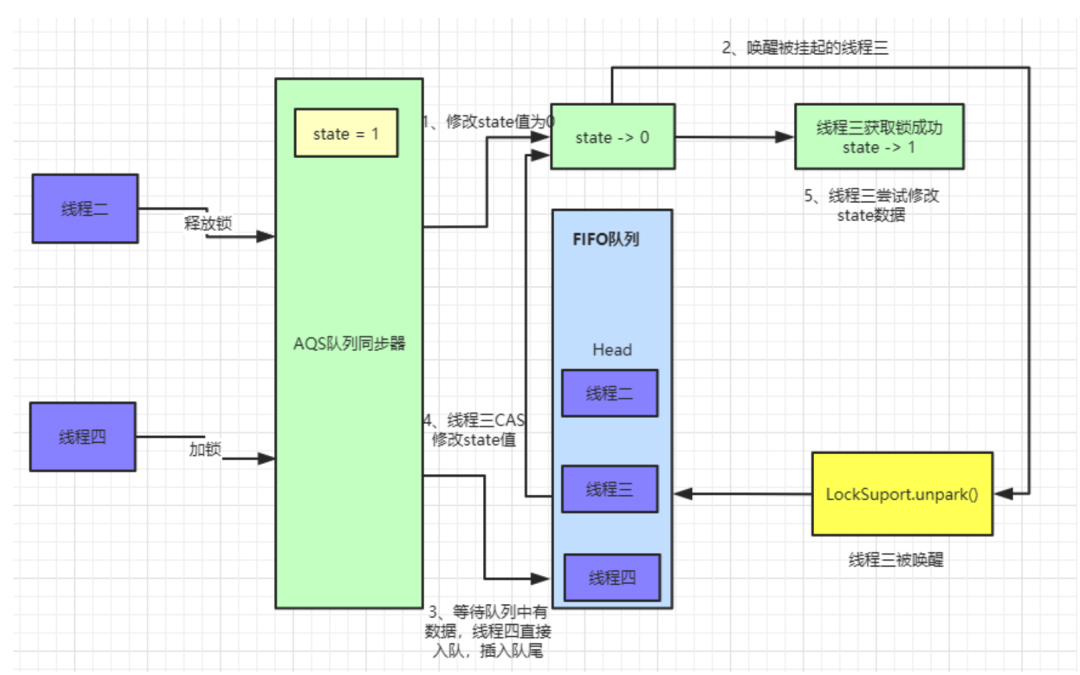 2、唤醒被挂起的线程三
state = 1
1、修改state值为0
state -> 0
线程三获取锁成功
state -> 1
5、线程三尝试修改
state数据
线程二
释放锁
FIFO队列
AQS队列同步器
Head
线程二
线程四
加锁
4、线程三CAS
修改state值
线程三
LockSuport.unpark()
线程三被唤醒
线程四
3、等待队列中有
数据，线程四直接
入队，插入队尾